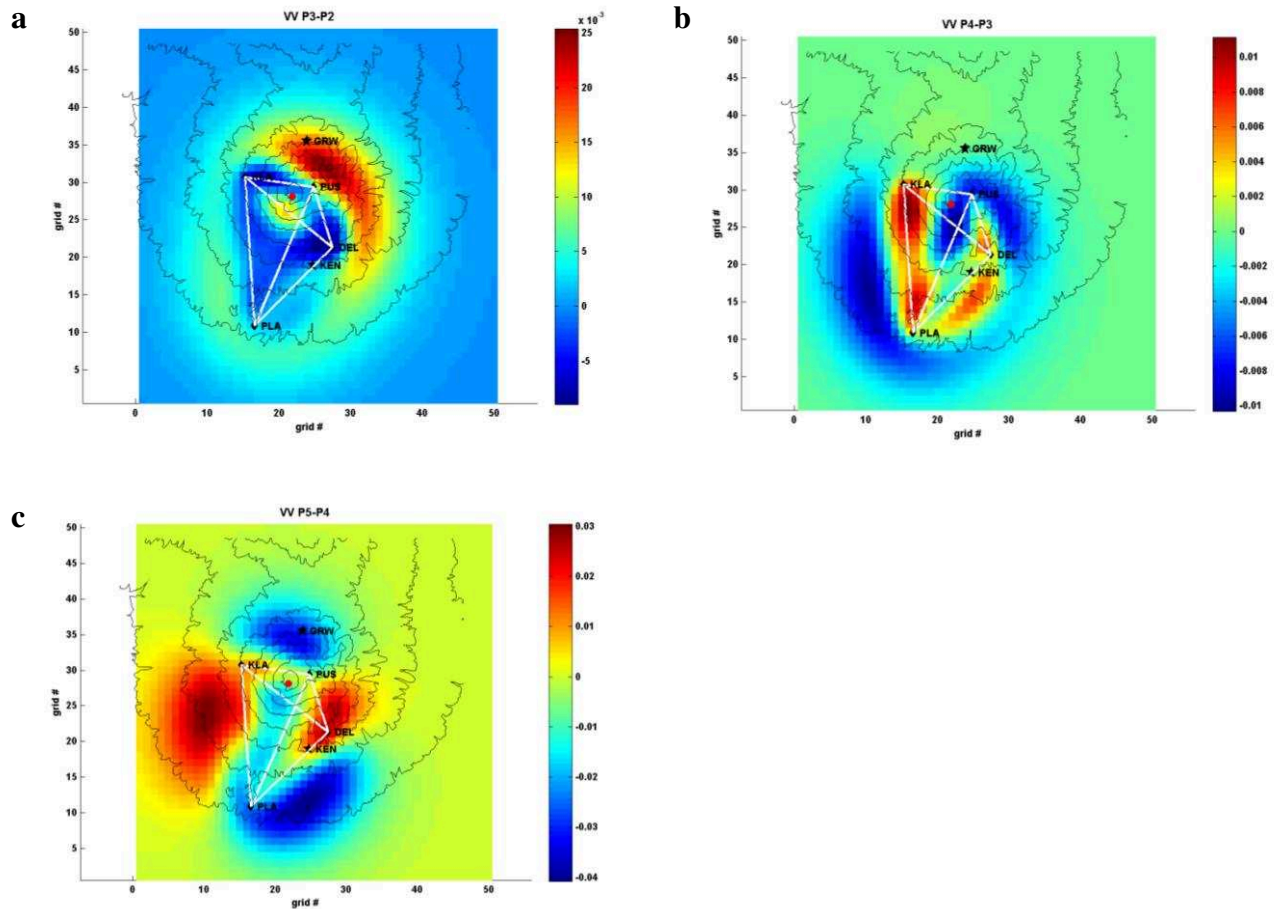 a
VV P3-P2
x 10⁻³
50
45
40
35
30
25
20
15
10
5
grid #
GRW
KLA
PUS
DEL
KEN
PLA
25
20
15
10
5
0
-5
0
10
20
30
40
50
grid #
b
VV P4-P3
50
45
40
35
30
25
20
15
10
5
grid #
GRW
KLA
PUS
DEL
KEN
PLA
0.01
0.008
0.006
0.004
0.002
0
-0.002
-0.004
-0.006
-0.008
-0.01
0
10
20
30
40
50
grid #
c
VV P5-P4
50
45
40
35
30
25
20
15
10
5
grid #
GRW
KLA
PUS
DEL
KEN
PLA
0.03
0.02
0.01
0
-0.01
-0.02
-0.03
-0.04
0
10
20
30
40
50
grid #